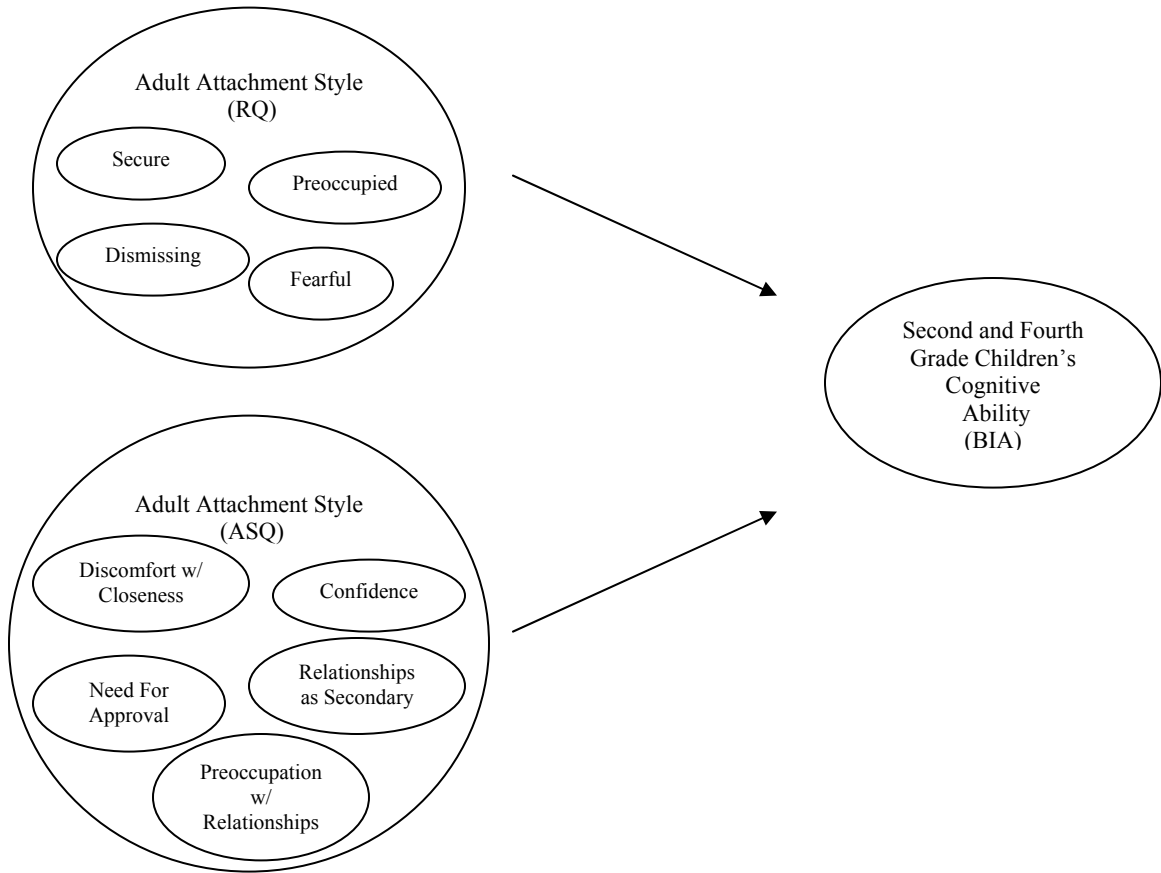 Adult Attachment Style
(RQ)
Secure
Preoccupied
Dismissing
Fearful
Second and Fourth
Grade Children’s
Cognitive
Ability
(BIA)
Adult Attachment Style
(ASQ)
Discomfort w/
Closeness
Confidence
Need For
Approval
Relationships
as Secondary
Preoccupation
w/
Relationships